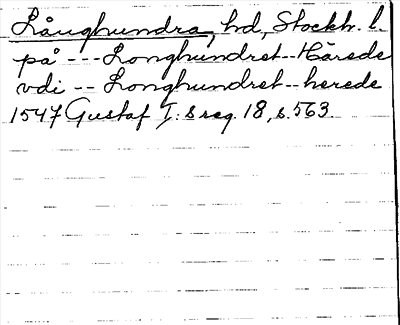 Långhundra, hd, Stockh. l.
på --- Longhundret -- Härede
vdi -- Longhundret -- herede
1547 Gustaf I: s reg. 18, s. 563.